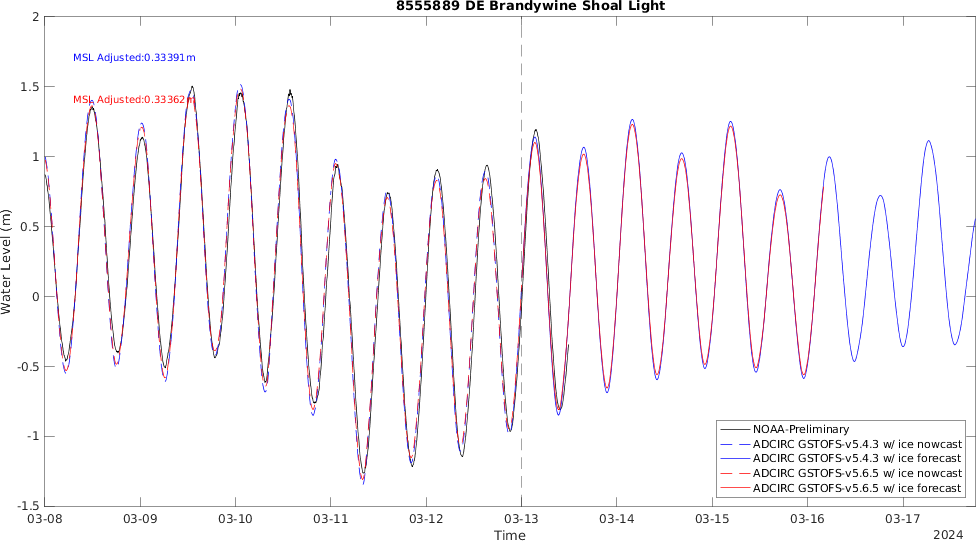 8555889 DE Brandywine Shoal Light
MSL Adjusted:0.33391m
MSL Adjusted:0.33362m
Water Level (m)
2
1.5
1
0.5
0
-0.5
-1
-1.5
03-08 03-09 03-10 03-11 03-12 03-13 03-14 03-15 03-16 03-17
Time
2024
NOAA-Preliminary
ADCIRC GSTOFS-v5.4.3 w/ ice nowcast
ADCIRC GSTOFS-v5.4.3 w/ ice forecast
ADCIRC GSTOFS-v5.6.5 w/ ice nowcast
ADCIRC GSTOFS-v5.6.5 w/ ice forecast